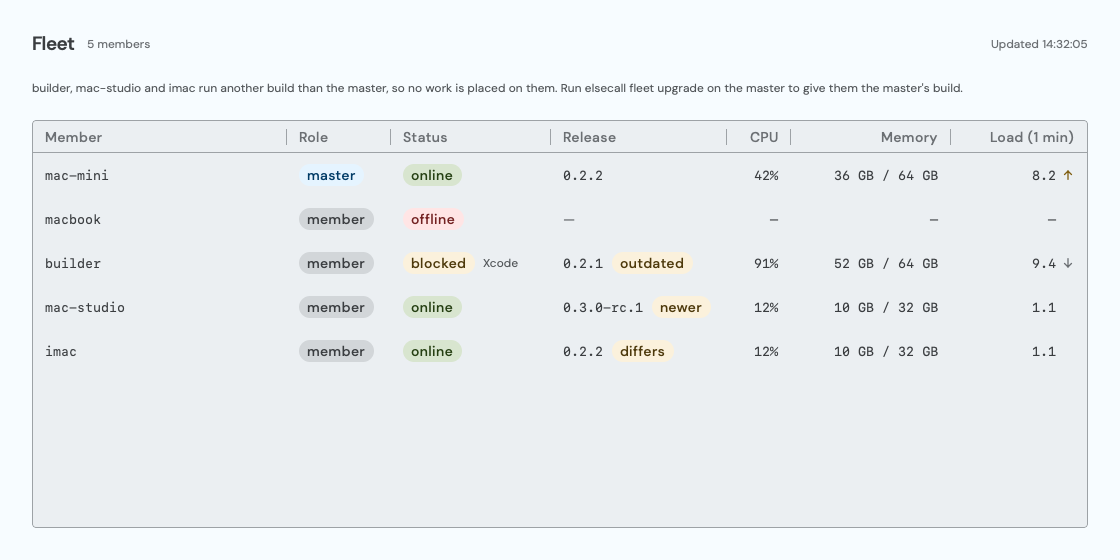 Fleet 5 members Updated 14:32:05
builder, mac-studio and imac run another build than the master, so no work is placed on them. Run elsecall fleet upgrade on the master to give them the master's build.
Member Role Status Release CPU Memory Load (1 min)
mac-mini master online 0.2.2 42% 36 GB / 64 GB 8.2 ↑
macbook member offline — — — —
builder member blocked Xcode 0.2.1 outdated 91% 52 GB / 64 GB 9.4 ↓
mac-studio member online 0.3.0-rc.1 newer 12% 10 GB / 32 GB 1.1
imac member online 0.2.2 differs 12% 10 GB / 32 GB 1.1